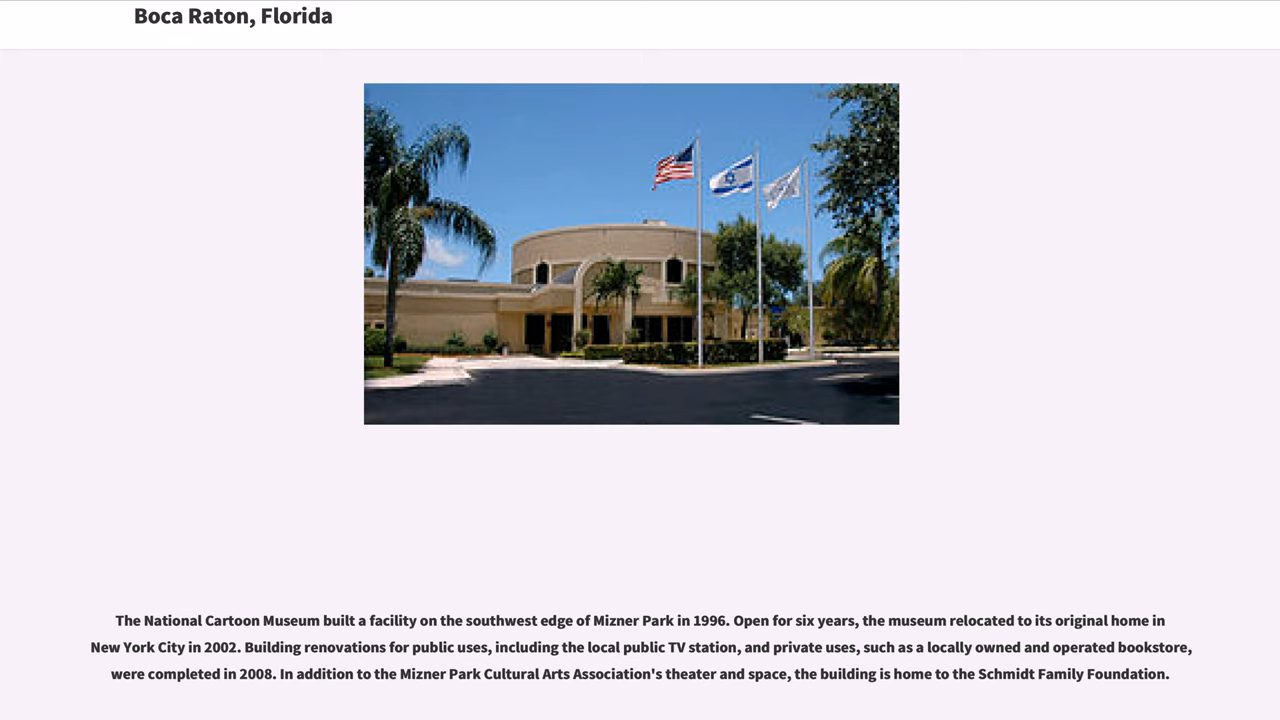 Boca Raton, Florida
The National Cartoon Museum built a facility on the southwest edge of Mizner Park in 1996. Open for six years, the museum relocated to its original home in
New York City in 2002. Building renovations for public uses, including the local public TV station, and private uses, such as a locally owned and operated bookstore,
were completed in 2008. In addition to the Mizner Park Cultural Arts Association's theater and space, the building is home to the Schmidt Family Foundation.